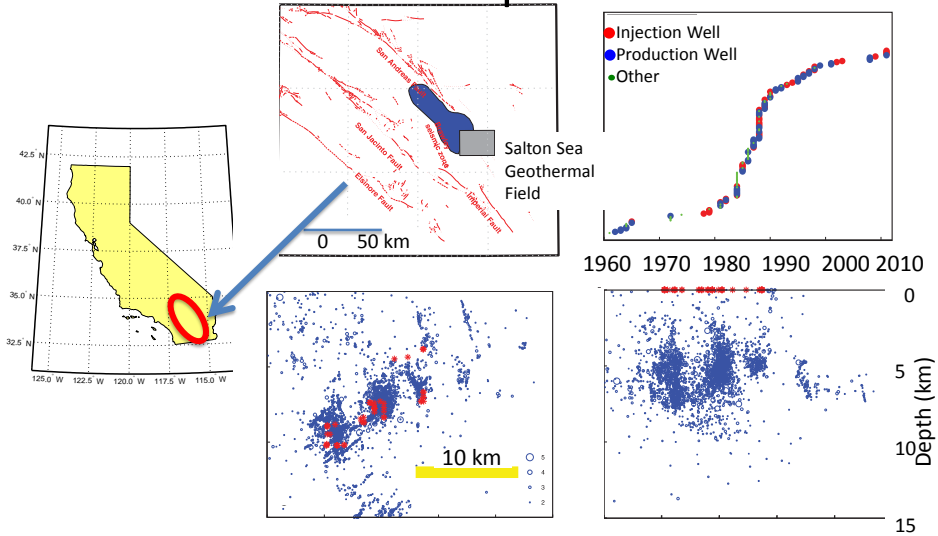 San Andreas Fault
San Jacinto Fault
Elsinore Fault
seismic zone
Imperial Fault
0 50 km
Salton Sea
Geothermal
Field
Injection Well
Production Well
Other
1960 1970 1980 1990 2000 2010
42.5° N
40.0° N
37.5° N
35.0° N
32.5° N
125.0 W 122.5 W 120.0 W 117.5 W 115.0 W
10 km
5
4
3
2
0
5
10
15
Depth (km)